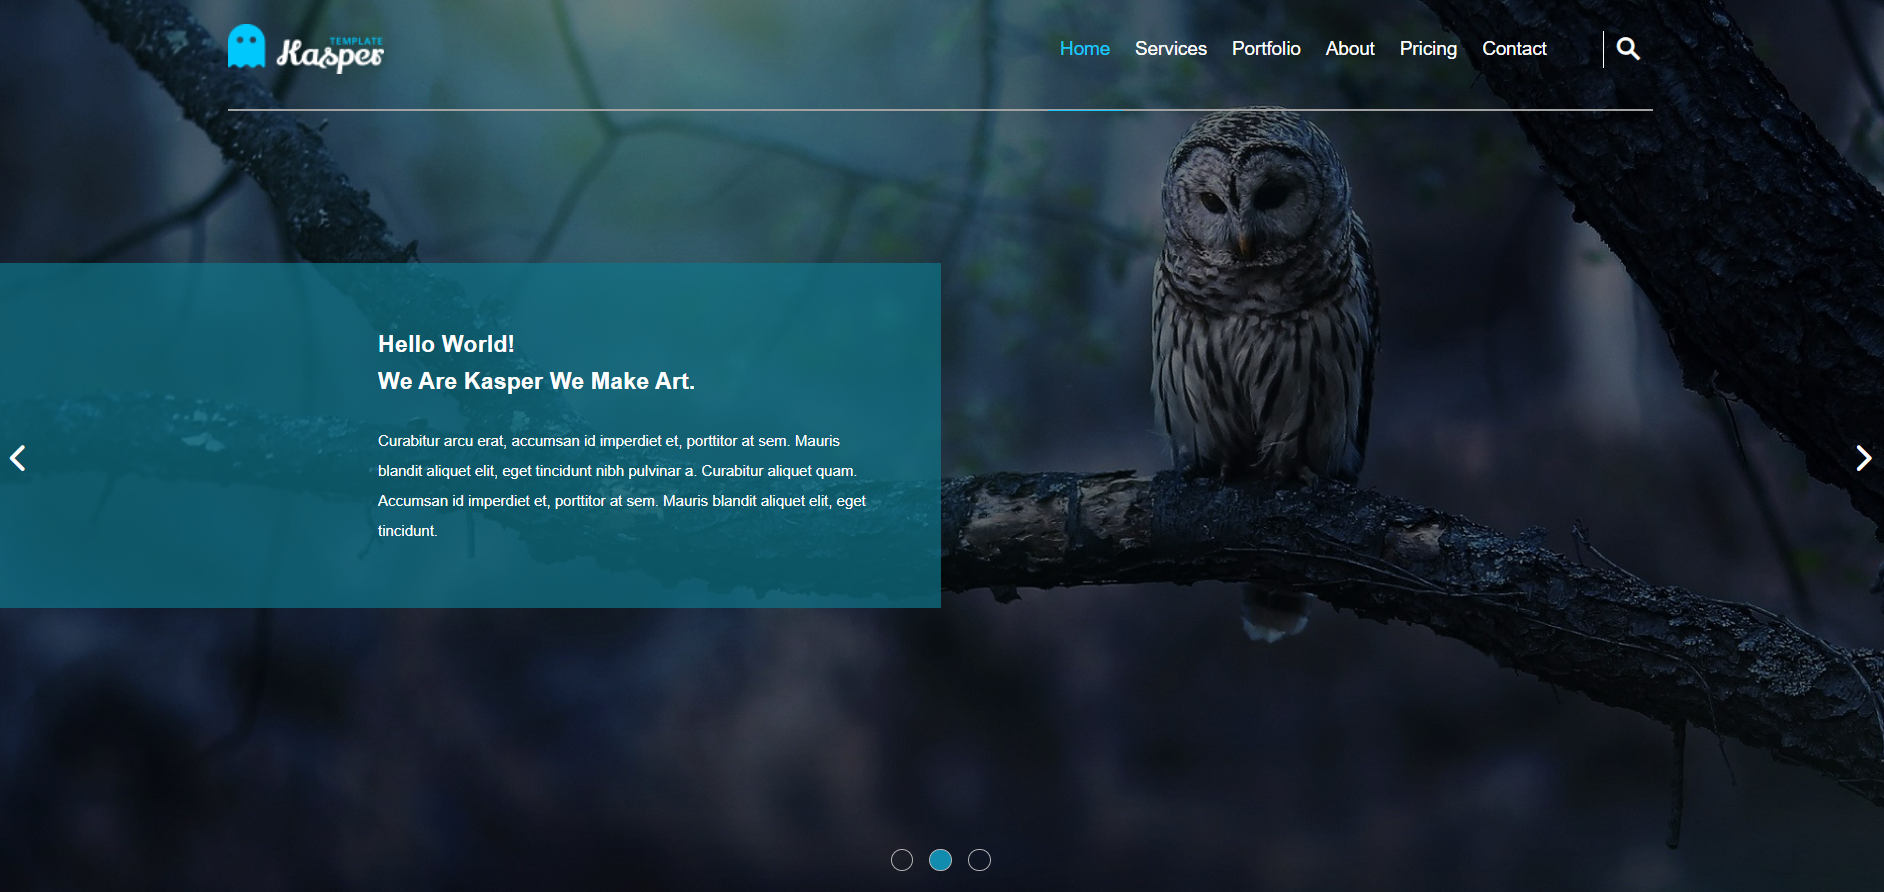 TEMPLATE
Kasper
Home Services Portfolio About Pricing Contact
Hello World!
We Are Kasper We Make Art.
Curabitur arcu erat, accumsan id imperdiet et, porttitor at sem. Mauris
blandit aliquet elit, eget tincidunt nibh pulvinar a. Curabitur aliquet quam.
Accumsan id imperdiet et, porttitor at sem. Mauris blandit aliquet elit, eget
tincidunt.